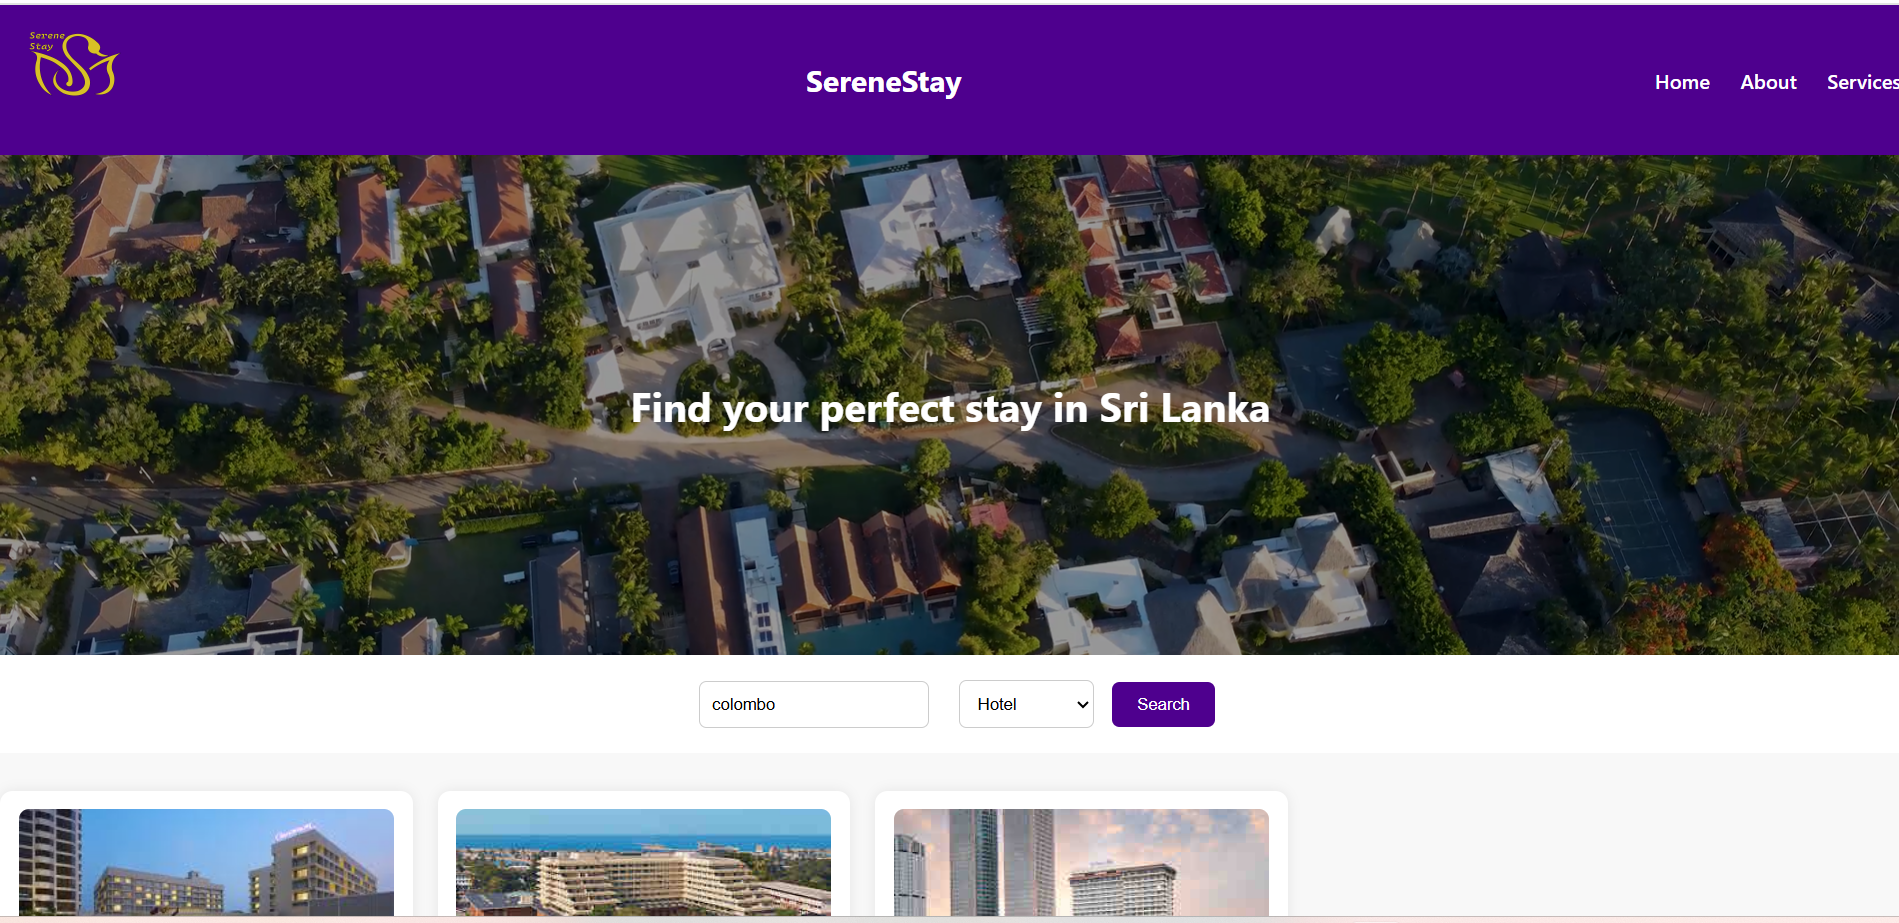 Serene
Stay
SereneStay
Home About Services
Find your perfect stay in Sri Lanka
colombo Hotel Search